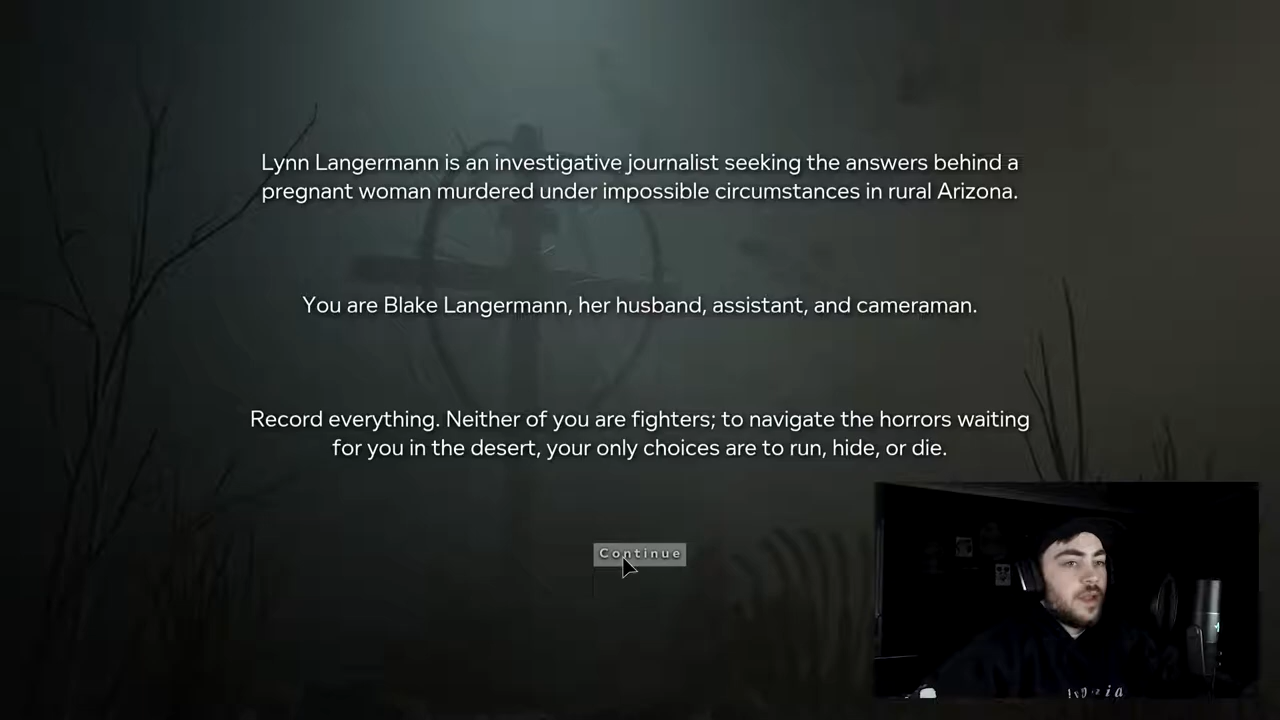 Lynn Langermann is an investigative journalist seeking the answers behind a
pregnant woman murdered under impossible circumstances in rural Arizona.
You are Blake Langermann, her husband, assistant, and cameraman.
Record everything. Neither of you are fighters; to navigate the horrors waiting
for you in the desert, your only choices are to run, hide, or die.
Continue